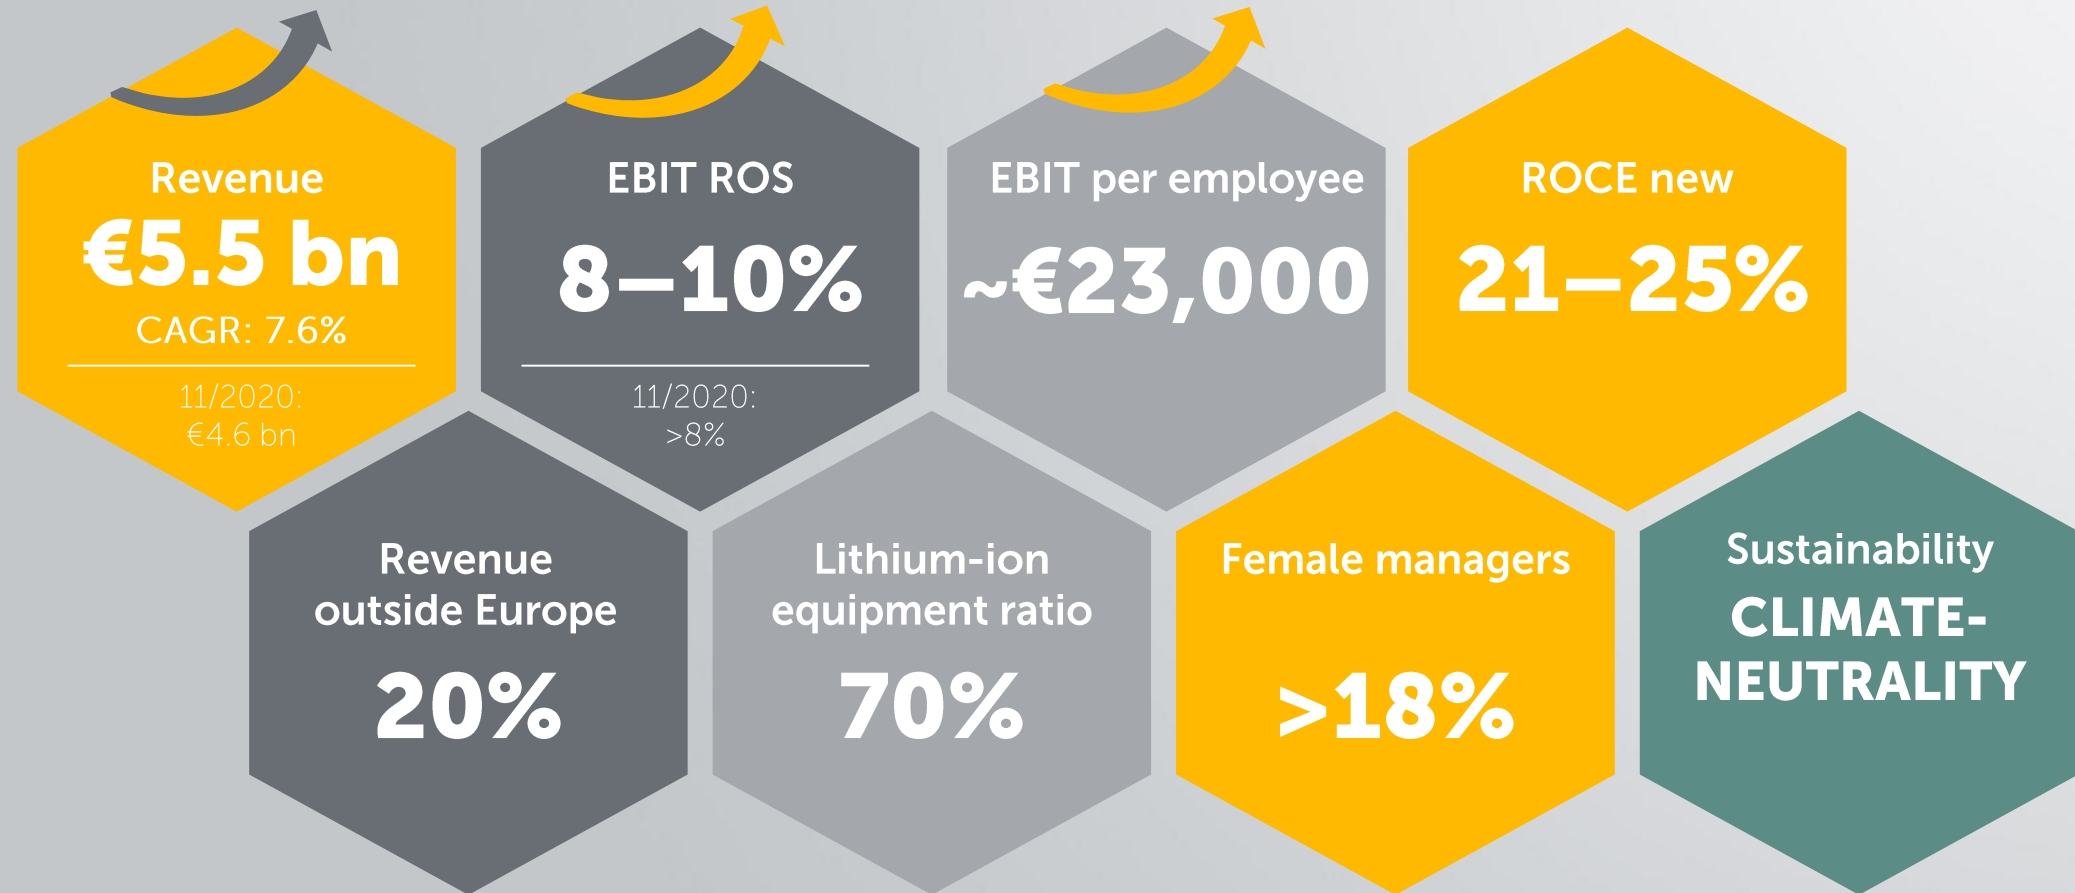 Revenue
€5.5 bn
CAGR: 7.6%
11/2020:
€4.6 bn
EBIT ROS
8–10%
11/2020:
>8%
EBIT per employee
~€23,000
ROCE new
21–25%
Revenue
outside Europe
20%
Lithium-ion
equipment ratio
70%
Female managers
>18%
Sustainability
CLIMATE-
NEUTRALITY